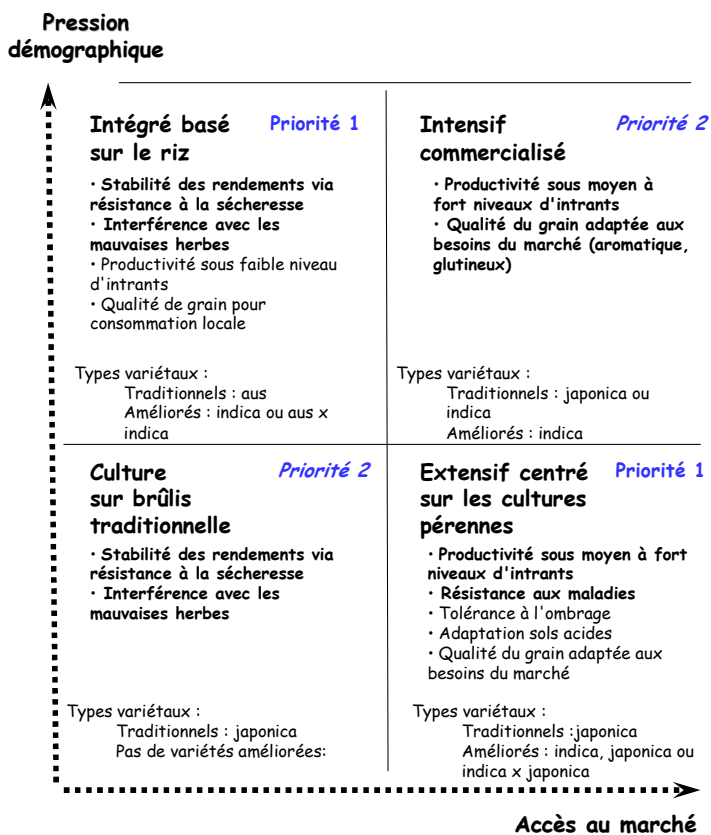 Pression
démographique
Intégré basé
sur le riz
Priorité 1
• Stabilité des rendements via
résistance à la sécheresse
• Interférence avec les
mauvaises herbes
• Productivité sous faible niveau
d'intrants
• Qualité de grain pour
consommation locale
Types variétaux :
Traditionnels : aus
Améliorés : indica ou aus x
indica
Intensif
commercialisé
Priorité 2
• Productivité sous moyen à
fort niveaux d'intrants
• Qualité du grain adaptée aux
besoins du marché (aromatique,
glutineux)
Types variétaux :
Traditionnels : japonica ou
indica
Améliorés : indica
Culture
sur brûlis
traditionnelle
Priorité 2
• Stabilité des rendements via
résistance à la sécheresse
• Interférence avec les
mauvaises herbes
Types variétaux :
Traditionnels : japonica
Pas de variétés améliorées:
Extensif centré
sur les cultures
pérennes
Priorité 1
• Productivité sous moyen à fort
niveaux d'intrants
• Résistance aux maladies
• Tolérance à l'ombrage
• Adaptation sols acides
• Qualité du grain adaptée aux
besoins du marché
Types variétaux :
Traditionnels :japonica
Améliorés : indica, japonica ou
indica x japonica
Accès au marché